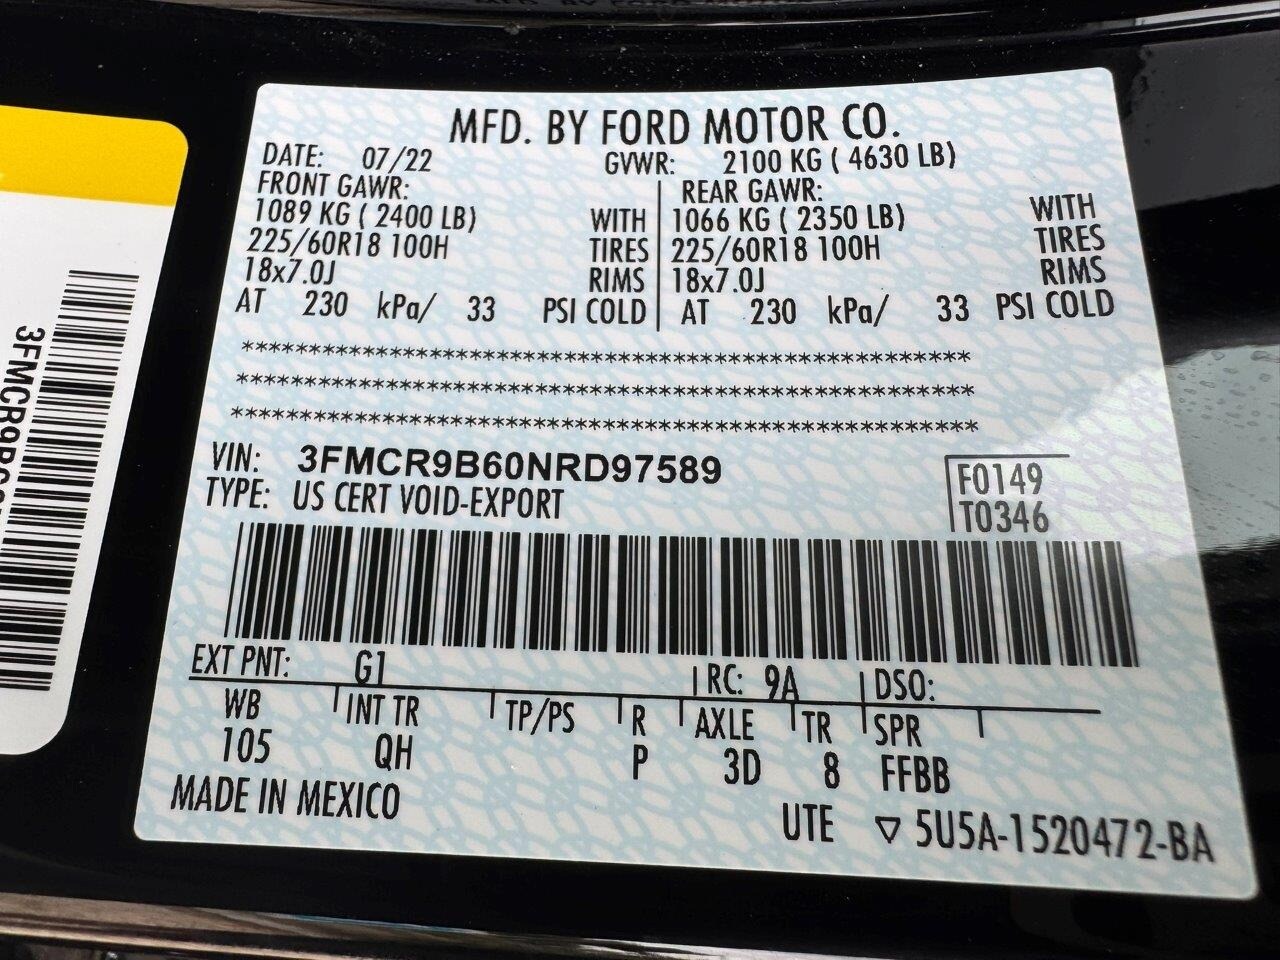 MFD. BY FORD MOTOR CO.
DATE: 07/22 GVWR: 2100 KG ( 4630 LB)
FRONT GAWR: REAR GAWR:
1089 KG ( 2400 LB) WITH 1066 KG ( 2350 LB) WITH
225/60R18 100H TIRES 225/60R18 100H TIRES
18x7.0J RIMS 18x7.0J RIMS
AT 230 kPa/ 33 PSI COLD AT 230 kPa/ 33 PSI COLD
VIN: 3FMCR9B60NRD97589
TYPE: US CERT VOID-EXPORT
F0149
T0346
EXT PNT: G1 RC: 9A DSO:
WB INT TR TP/PS R AXLE TR SPR
105 QH P 3D 8 FFBB
MADE IN MEXICO
UTE ▽ 5U5A-1520472-BA